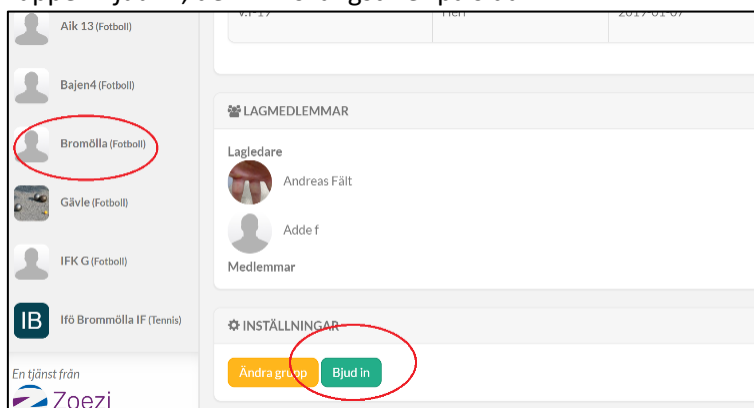 Aik 13 (Fotboll)
Bajen4 (Fotboll)
Bromölla (Fotboll)
Gävle (Fotboll)
IFK G (Fotboll)
IB
Ifö Brommölla IF (Tennis)
En tjänst från
Zoezi
LAGMEDLEMMAR
Lagledare
Andreas Fält
Adde f
Medlemmar
INSTÄLLNINGAR
Ändra grupp
Bjud in